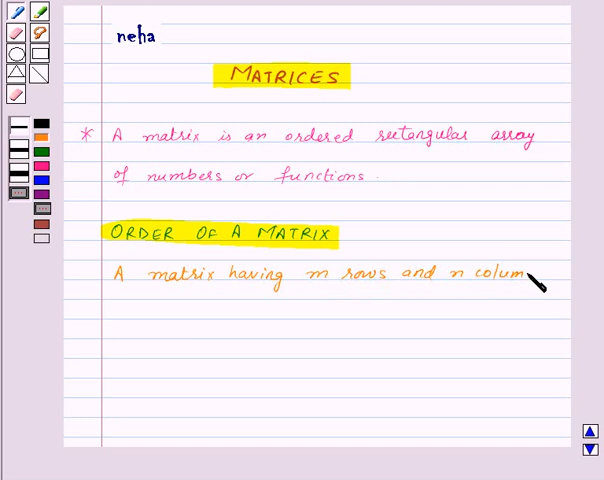 neha
MATRICES
* A matrix is an ordered rectangular array
of numbers or functions.
ORDER OF A MATRIX
A matrix having m rows and n colum